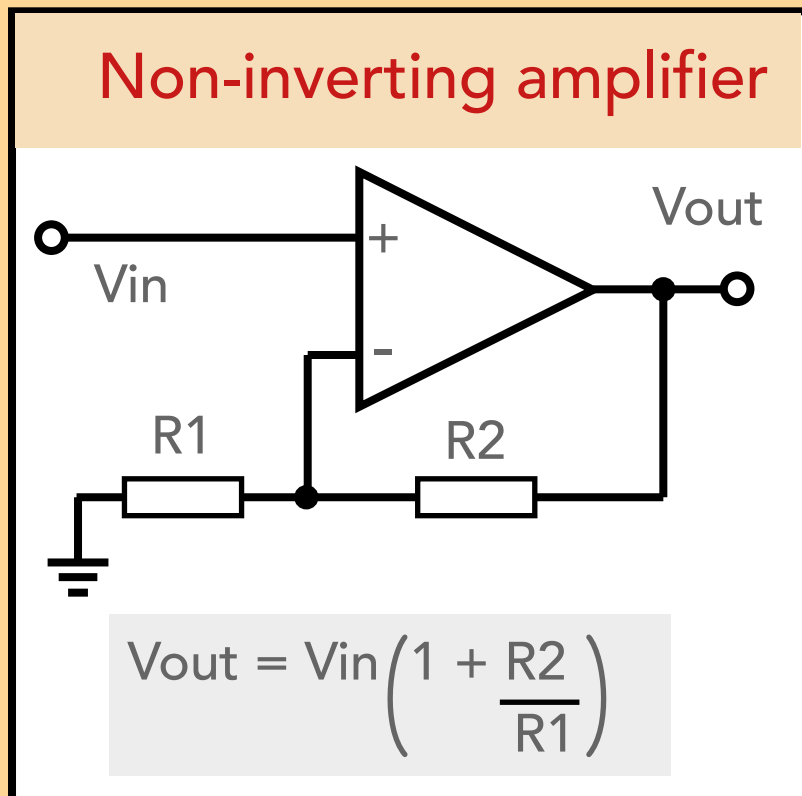 Non-inverting amplifier
Vout
+
Vin
-
R1
R2
Vout = Vin(1 + R2/R1)